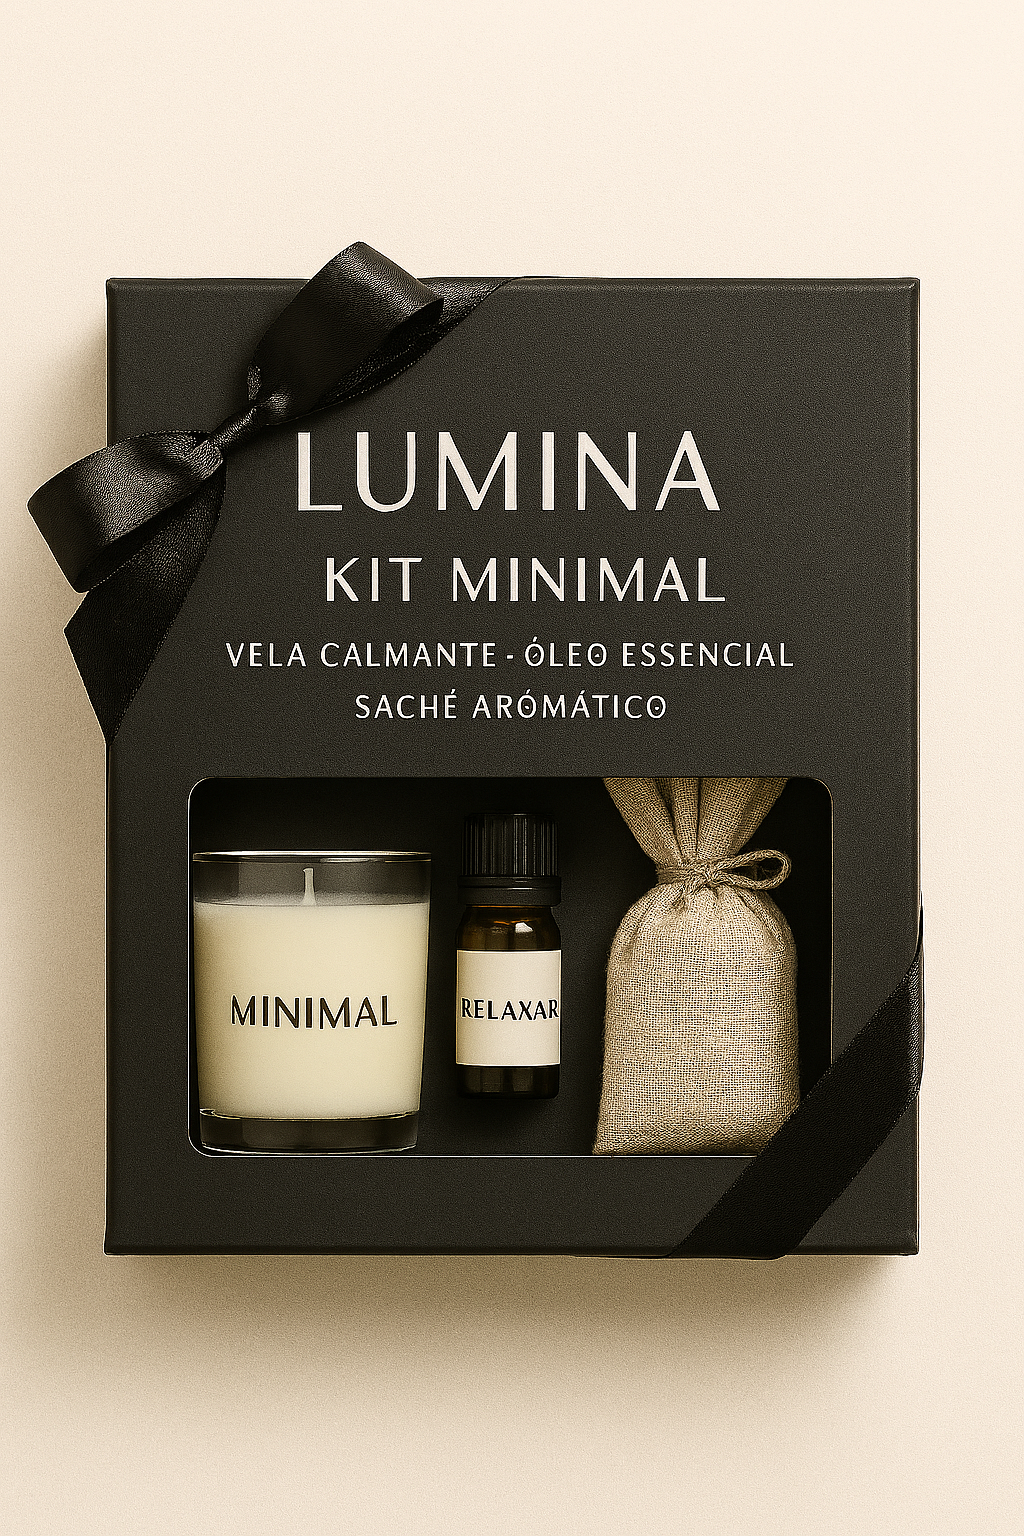 LUMINA
KIT MINIMAL
VELA CALMANTE - ÓLEO ESSENCIAL
SACHÉ ARÓMÁTICO
MINIMAL
RELAXAR